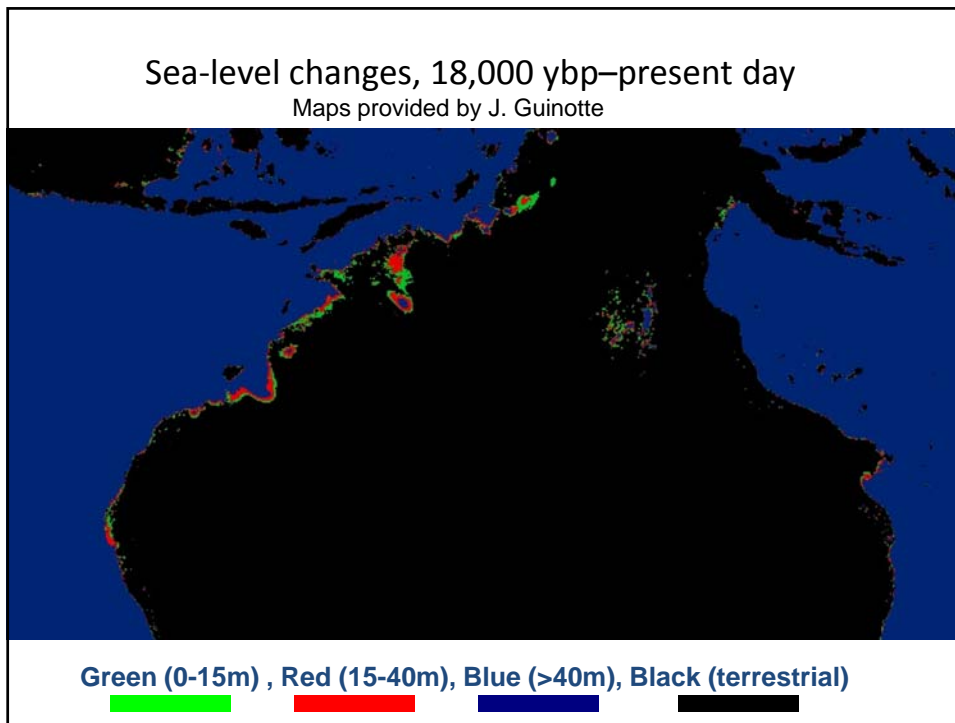 Sea-level changes, 18,000 ybp–present day
Maps provided by J. Guinotte
Green (0-15m) , Red (15-40m), Blue (>40m), Black (terrestrial)